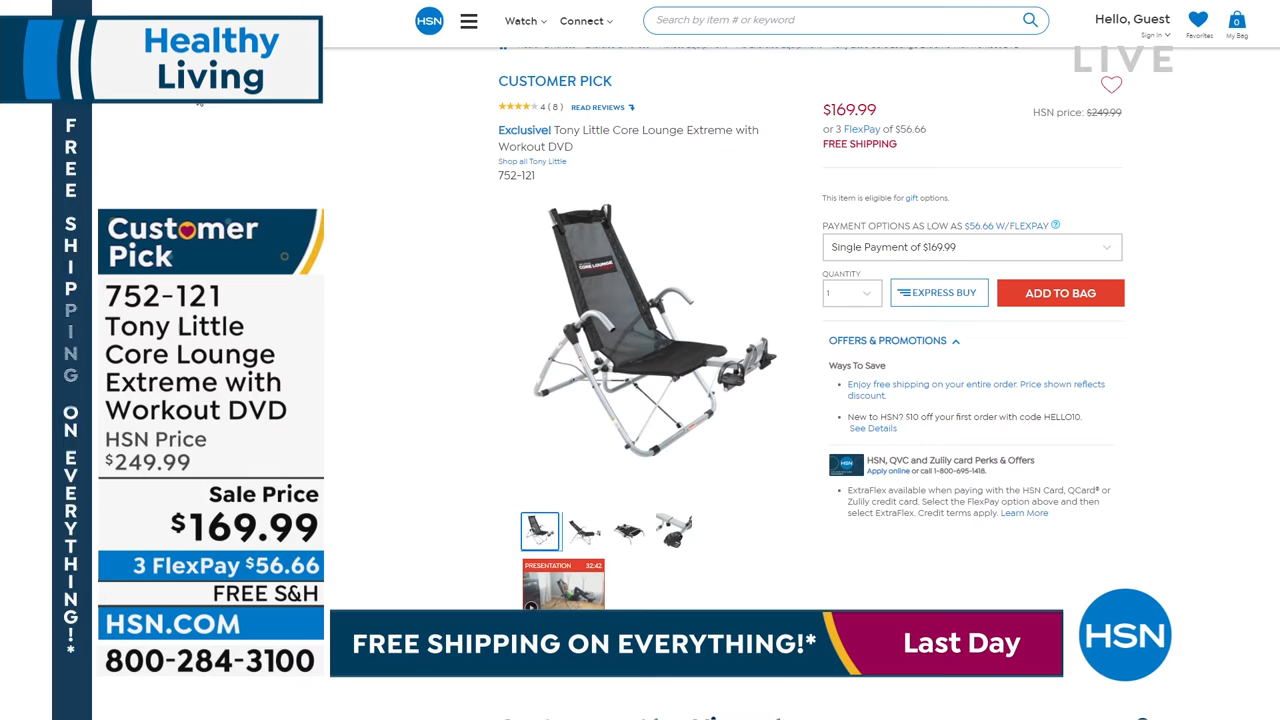 Healthy
Living
HSN
Watch
Connect
Search by item # or keyword
Hello, Guest
Sign in
Favorites
0
My Bag
LIVE
FREE SHIPPING ON EVERYTHING!*
Customer
Pick
752-121
Tony Little
Core Lounge
Extreme with
Workout DVD
HSN Price
$249.99
Sale Price
$169.99
3 FlexPay $56.66
FREE S&H
HSN.COM
800-284-3100
CUSTOMER PICK
4 ( 8 ) READ REVIEWS
Exclusive! Tony Little Core Lounge Extreme with
Workout DVD
Shop all Tony Little
752-121
CORE LOUNGE
PRESENTATION 32:42
$169.99
HSN price: $249.99
or 3 FlexPay of $56.66
FREE SHIPPING
This item is eligible for gift options.
PAYMENT OPTIONS AS LOW AS $56.66 W/FLEXPAY ?
Single Payment of $169.99
QUANTITY
1
EXPRESS BUY
ADD TO BAG
OFFERS & PROMOTIONS
Ways To Save
Enjoy free shipping on your entire order. Price shown reflects
discount.
New to HSN? $10 off your first order with code HELLO10.
See Details
HSN
HSN, QVC and Zulily card Perks & Offers
Apply online or call 1-800-695-1418.
ExtraFlex available when paying with the HSN Card, QCard® or
Zulily credit card. Select the FlexPay option above and then
select ExtraFlex. Credit terms apply. Learn More
FREE SHIPPING ON EVERYTHING!*
Last Day
HSN